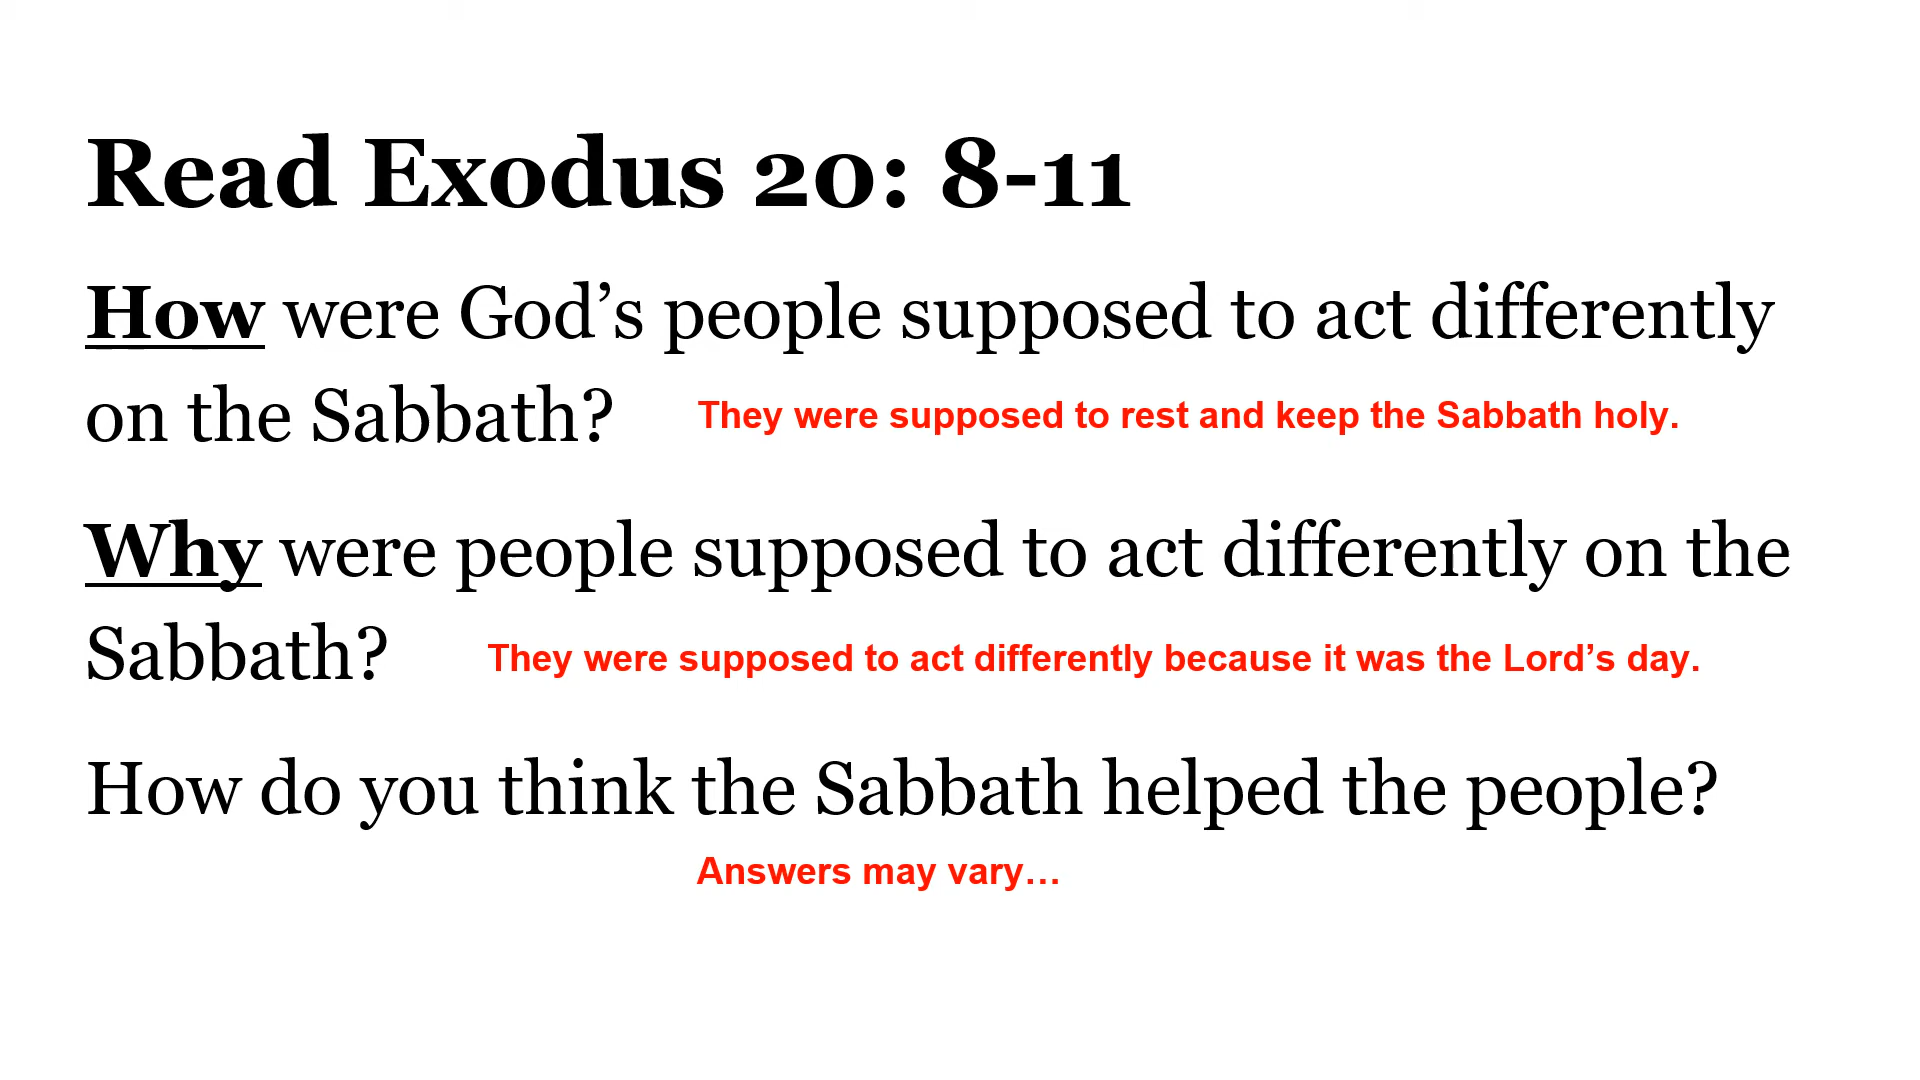 Read Exodus 20: 8-11
How were God’s people supposed to act differently
on the Sabbath? They were supposed to rest and keep the Sabbath holy.
Why were people supposed to act differently on the
Sabbath? They were supposed to act differently because it was the Lord’s day.
How do you think the Sabbath helped the people?
Answers may vary…